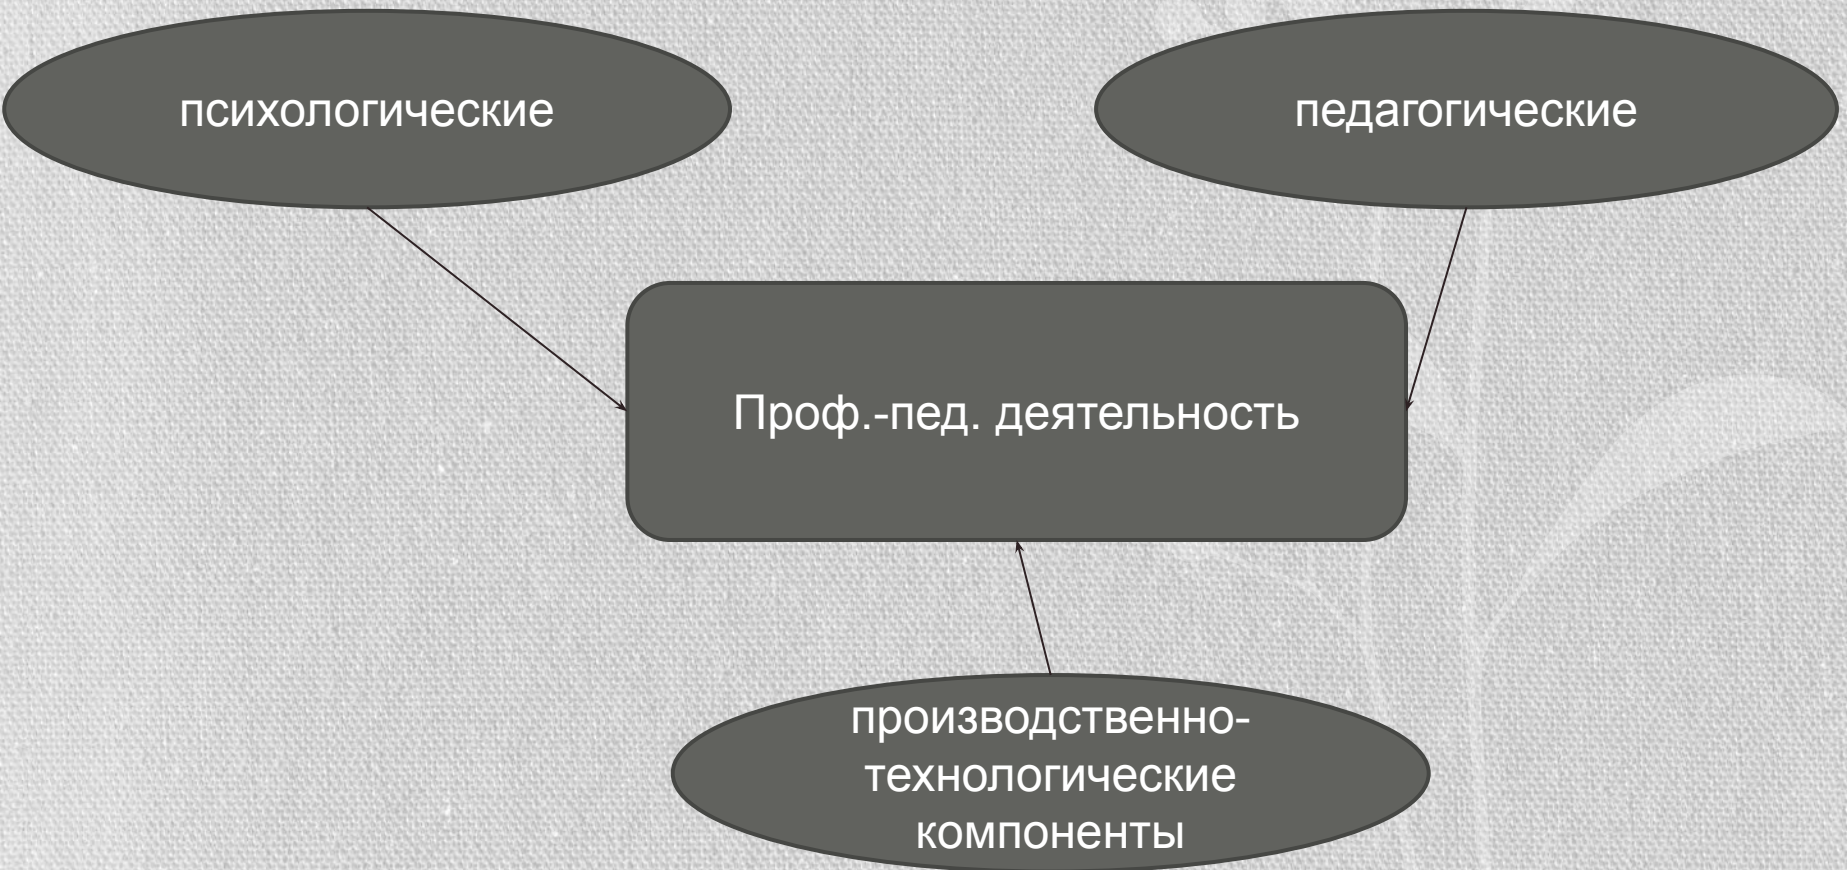 психологические
педагогические
Проф.-пед. деятельность
производственно-
технологические
компоненты